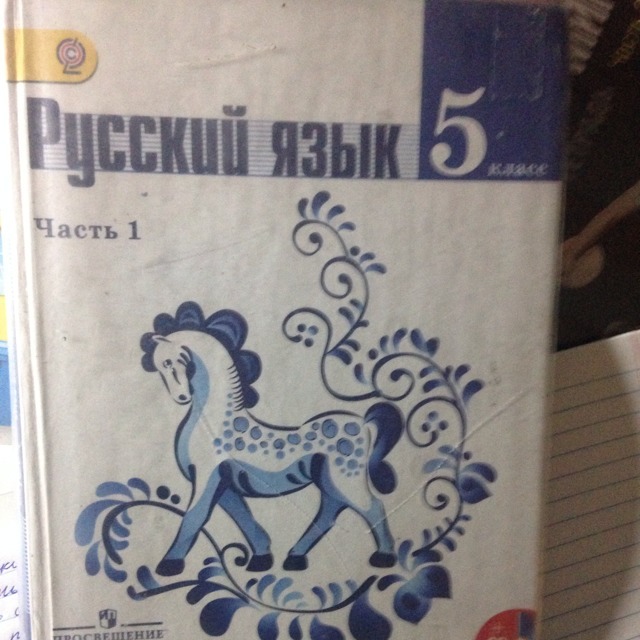 Русский язык 5
класс
Часть 1
ПРОСВЕЩЕНИЕ